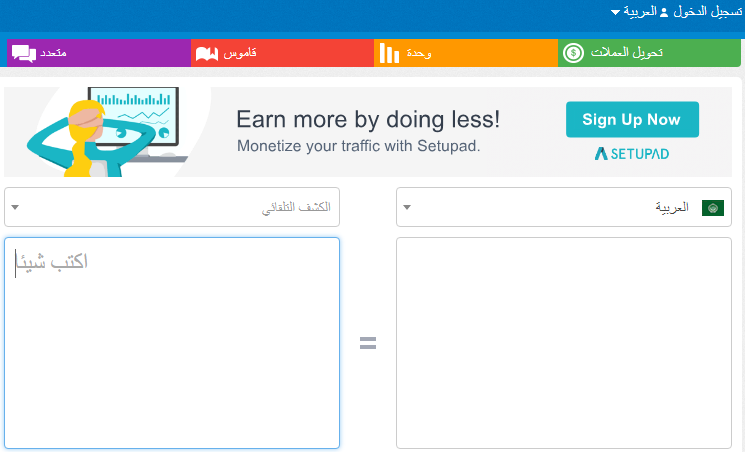 تسجيل الدخول العربية
تحويل العملات
وحدة
قاموس
متعدد
Earn more by doing less!
Monetize your traffic with Setupad.
Sign Up Now
SETUPAD
العربية
الكشف التلقائي
اكتب شيئا
=